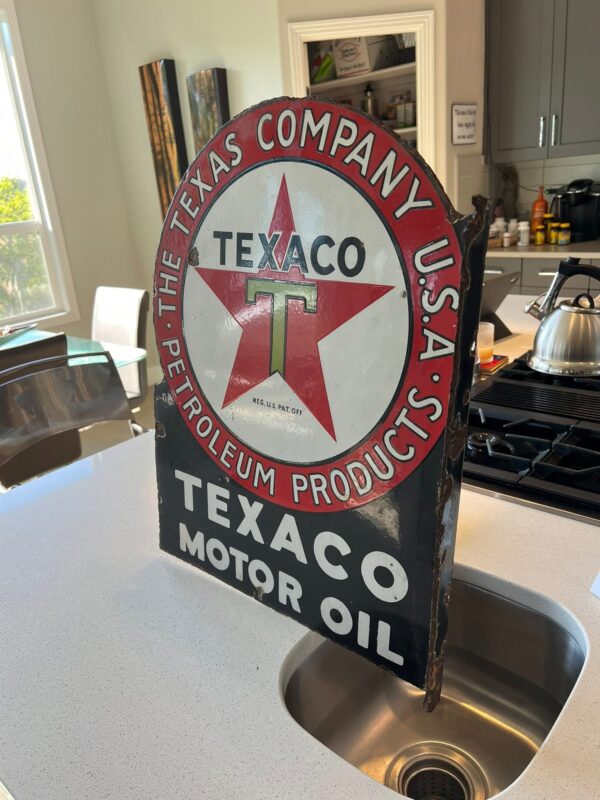 THE TEXAS COMPANY U.S.A.
TEXACO
T
REG. U.S. PAT. OFF
PETROLEUM PRODUCTS
TEXACO
MOTOR OIL